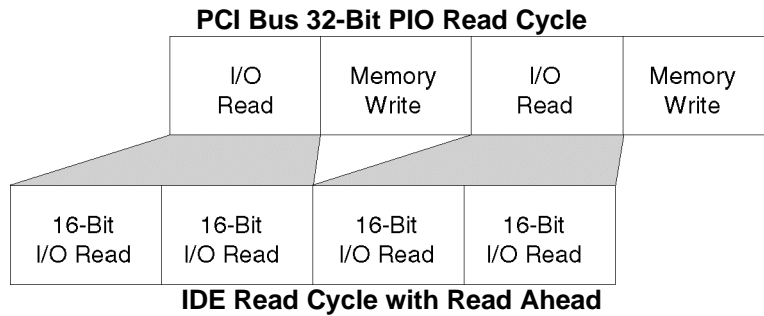 PCI Bus 32-Bit PIO Read Cycle
I/O
Read
Memory
Write
I/O
Read
Memory
Write
16-Bit
I/O Read
16-Bit
I/O Read
16-Bit
I/O Read
16-Bit
I/O Read
IDE Read Cycle with Read Ahead